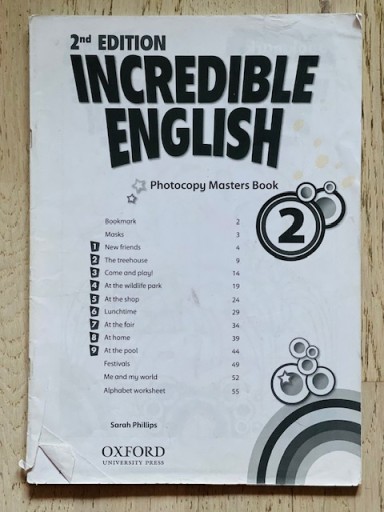 2nd EDITION
INCREDIBLE
ENGLISH
Photocopy Masters Book
2
Bookmark 2
Masks 3
1 New friends 4
2 The treehouse 9
3 Come and play! 14
4 At the wildlife park 19
5 At the shop 24
6 Lunchtime 29
7 At the fair 34
8 At home 39
9 At the pool 44
Festivals 49
Me and my world 52
Alphabet worksheet 55
Sarah Phillips
OXFORD
UNIVERSITY PRESS